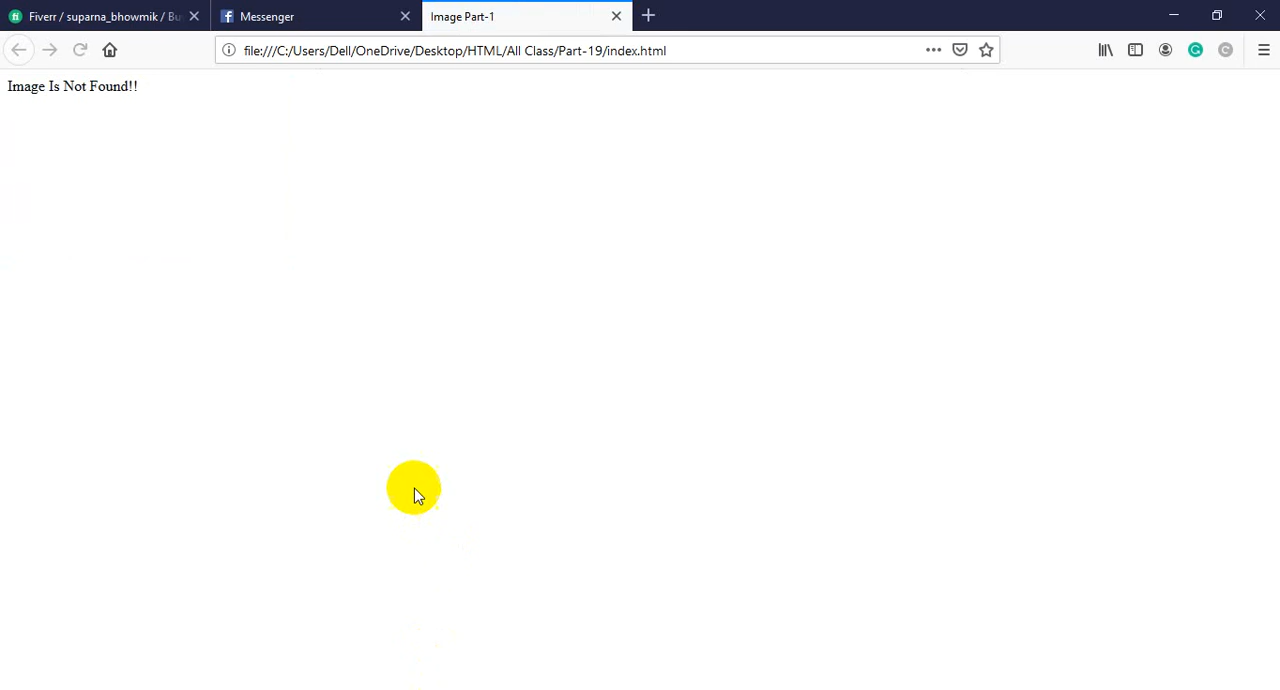 Fiverr / suparna_bhowmik / Bu
Messenger
Image Part-1
file:///C:/Users/Dell/OneDrive/Desktop/HTML/All Class/Part-19/index.html
Image Is Not Found!!